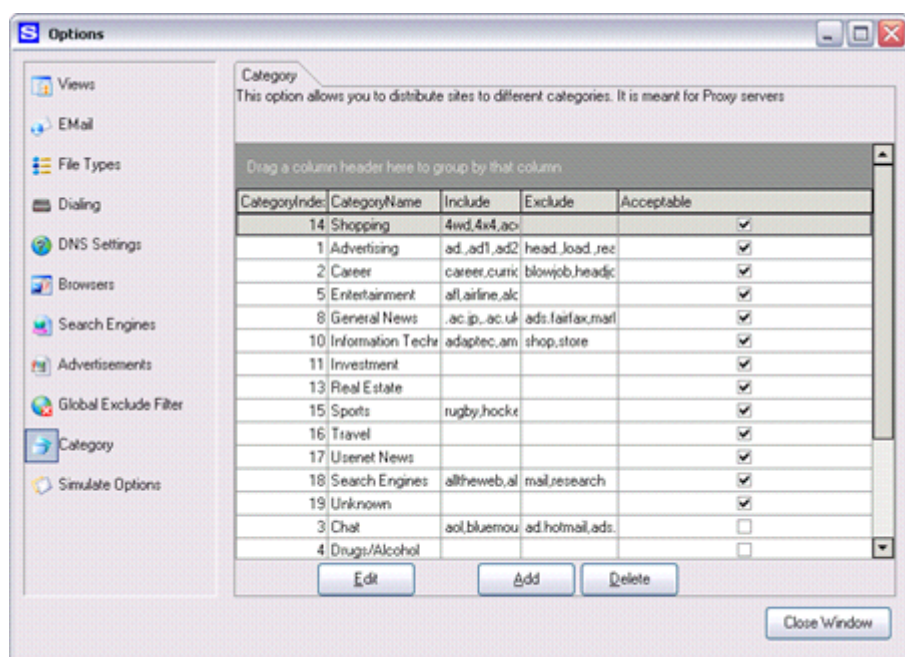 Options
Views
EMail
File Types
Dialing
DNS Settings
Browsers
Search Engines
Advertisements
Global Exclude Filter
Category
Simulate Options
Category
This option allows you to distribute sites to different categories. It is meant for Proxy servers
Drag a column header here to group by that column
CategoryIndex CategoryName Include Exclude Acceptable
14 Shopping 4wd,4x4,ac
1 Advertising ad.,ad1,ad2 head.,load.,rea
2 Career career,curric blowjob,headjo
5 Entertainment afl,airline,alc
8 General News .ac.jp,.ac.uk ads.fairfax,marl
10 Information Techn adaptec,am shop,store
11 Investment
13 Real Estate
15 Sports rugby,hocke
16 Travel
17 Usenet News
18 Search Engines alltheweb,al mail,research
19 Unknown
3 Chat aol,bluemou ad.hotmail,ads.
4 Drugs/Alcohol
Edit Add Delete
Close Window